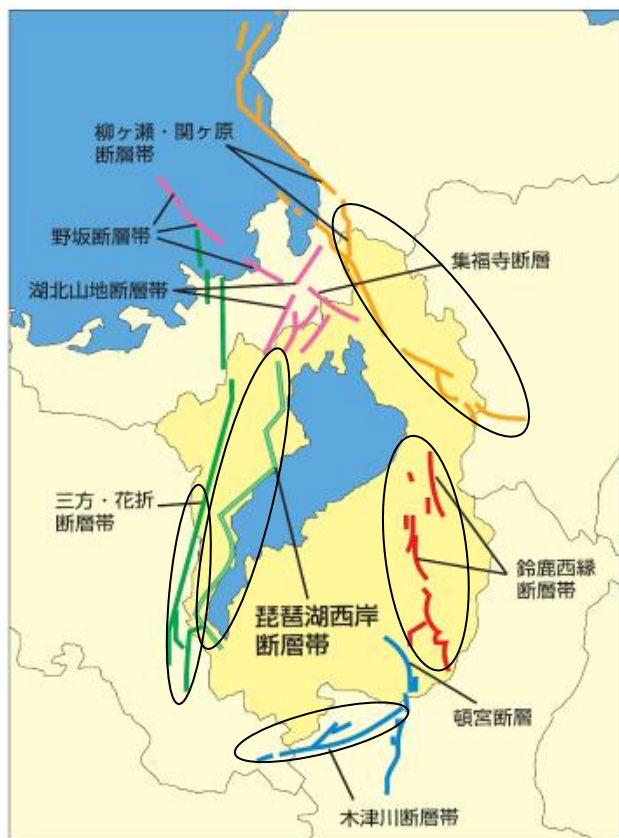 柳ヶ瀬・関ヶ原
断層帯
野坂断層帯
集福寺断層
湖北山地断層帯
三方・花折
断層帯
鈴鹿西縁
断層帯
琵琶湖西岸
断層帯
頓宮断層
木津川断層帯